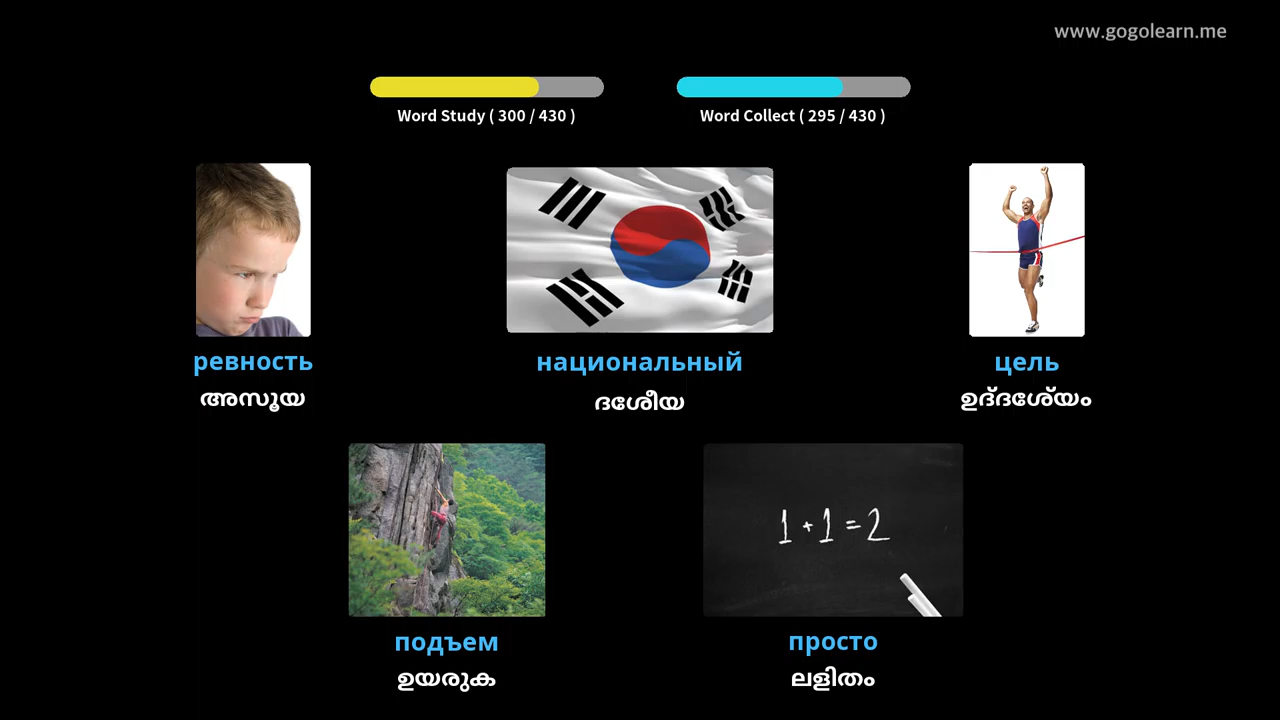 www.gogolearn.me
Word Study ( 300 / 430 )
Word Collect ( 295 / 430 )
ревность
അസൂയ
национальный
ദേശീയ
цель
ഉദ്ദേശ്യം
1 + 1 = 2
подъем
ഉയരുക
просто
ലളിതം